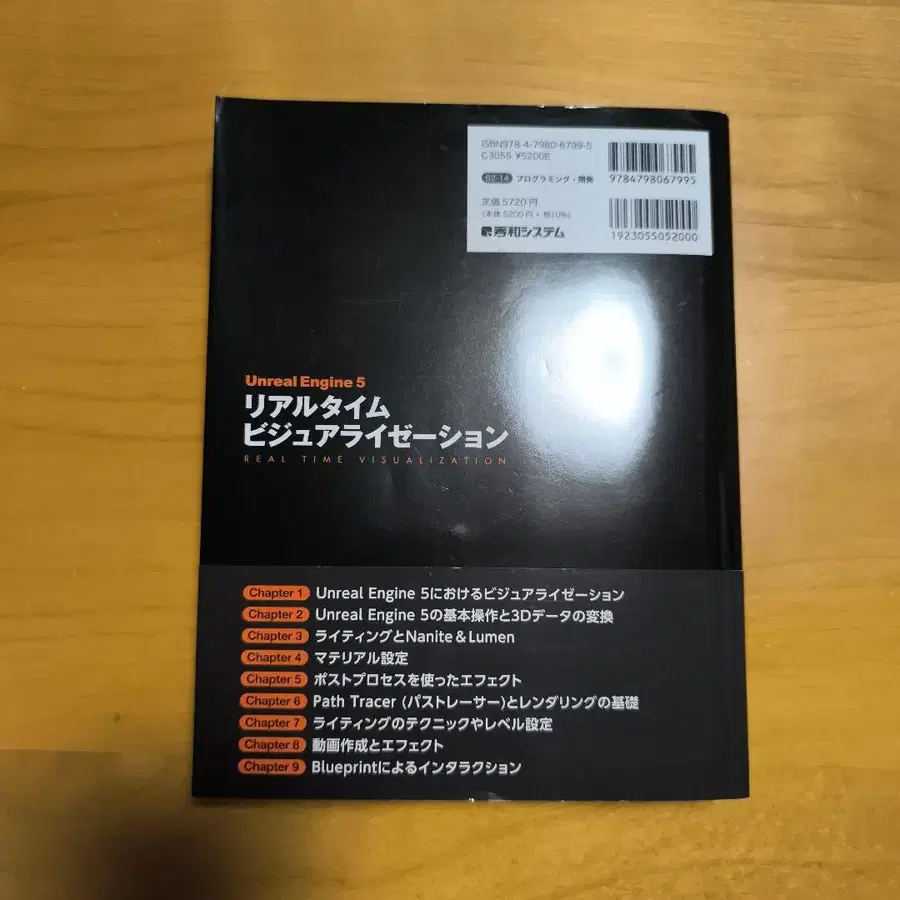 ISBN978-4-7980-6799-5
C3055 ¥5200E
B2-14 プログラミング・開発
定価5720円
(本体5200円+税10%)
秀和システム
9784798067995
1923055052000
Unreal Engine 5
リアルタイム
ビジュアライゼーション
REAL TIME VISUALIZATION
Chapter 1 Unreal Engine 5におけるビジュアライゼーション
Chapter 2 Unreal Engine 5の基本操作と3Dデータの変換
Chapter 3 ライティングとNanite&Lumen
Chapter 4 マテリアル設定
Chapter 5 ポストプロセスを使ったエフェクト
Chapter 6 Path Tracer (パストレーサー)とレンダリングの基礎
Chapter 7 ライティングのテクニックやレベル設定
Chapter 8 動画作成とエフェクト
Chapter 9 Blueprintによるインタラクション